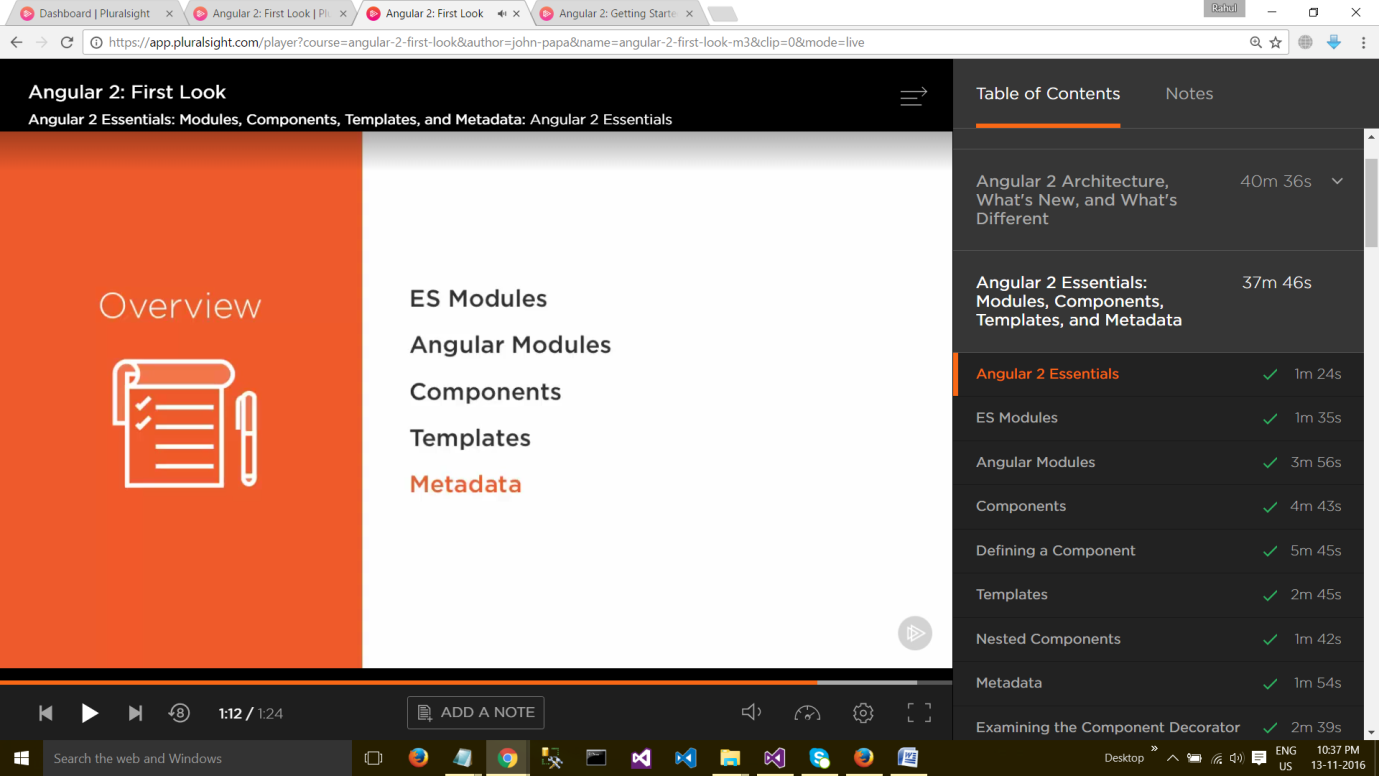 Dashboard | Pluralsight
Angular 2: First Look | Pl
Angular 2: First Look
Angular 2: Getting Starte
Rahul
https://app.pluralsight.com/player?course=angular-2-first-look&author=john-papa&name=angular-2-first-look-m3&clip=0&mode=live
Angular 2: First Look
Angular 2 Essentials: Modules, Components, Templates, and Metadata: Angular 2 Essentials
Overview
ES Modules
Angular Modules
Components
Templates
Metadata
8
1:12 / 1:24
ADD A NOTE
Table of Contents
Notes
Angular 2 Architecture,
What's New, and What's
Different
40m 36s
Angular 2 Essentials:
Modules, Components,
Templates, and Metadata
37m 46s
Angular 2 Essentials 1m 24s
ES Modules 1m 35s
Angular Modules 3m 56s
Components 4m 43s
Defining a Component 5m 45s
Templates 2m 45s
Nested Components 1m 42s
Metadata 1m 54s
Examining the Component Decorator 2m 39s
Search the web and Windows
Desktop
ENG
US
10:37 PM
13-11-2016